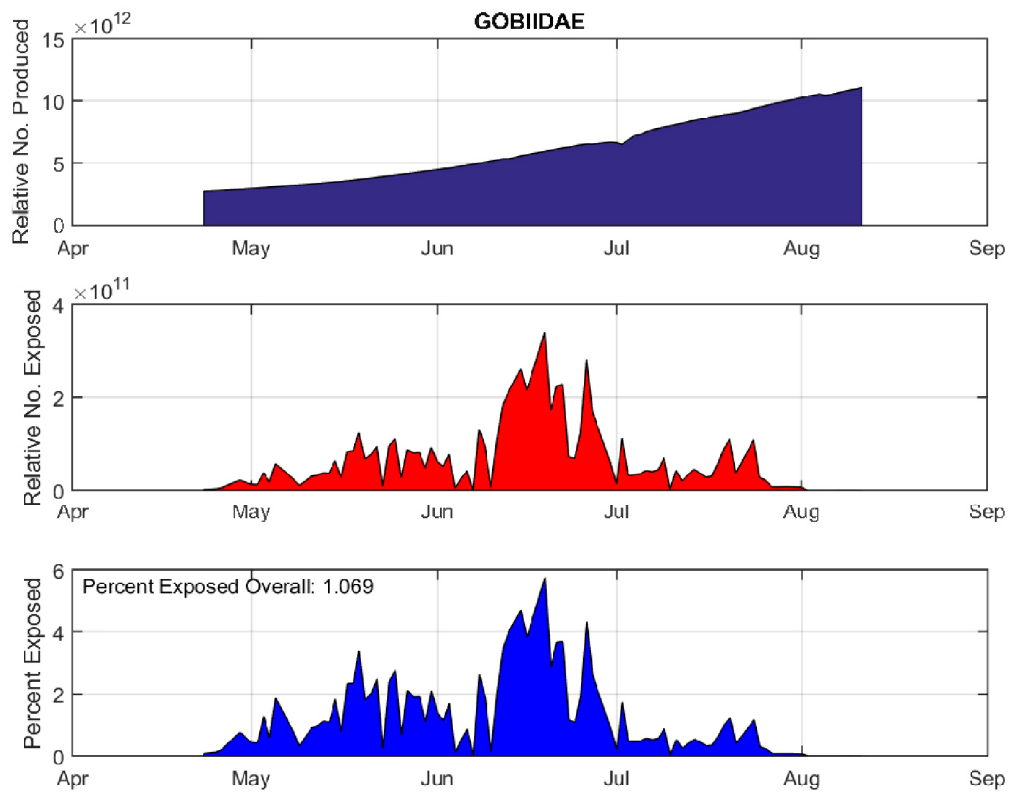 GOBIIDAE
×10^12
Relative No. Produced
15
10
5
0
Apr May Jun Jul Aug Sep
×10^11
Relative No. Exposed
4
2
0
Apr May Jun Jul Aug Sep
Percent Exposed Overall: 1.069
Percent Exposed
6
4
2
0
Apr May Jun Jul Aug Sep